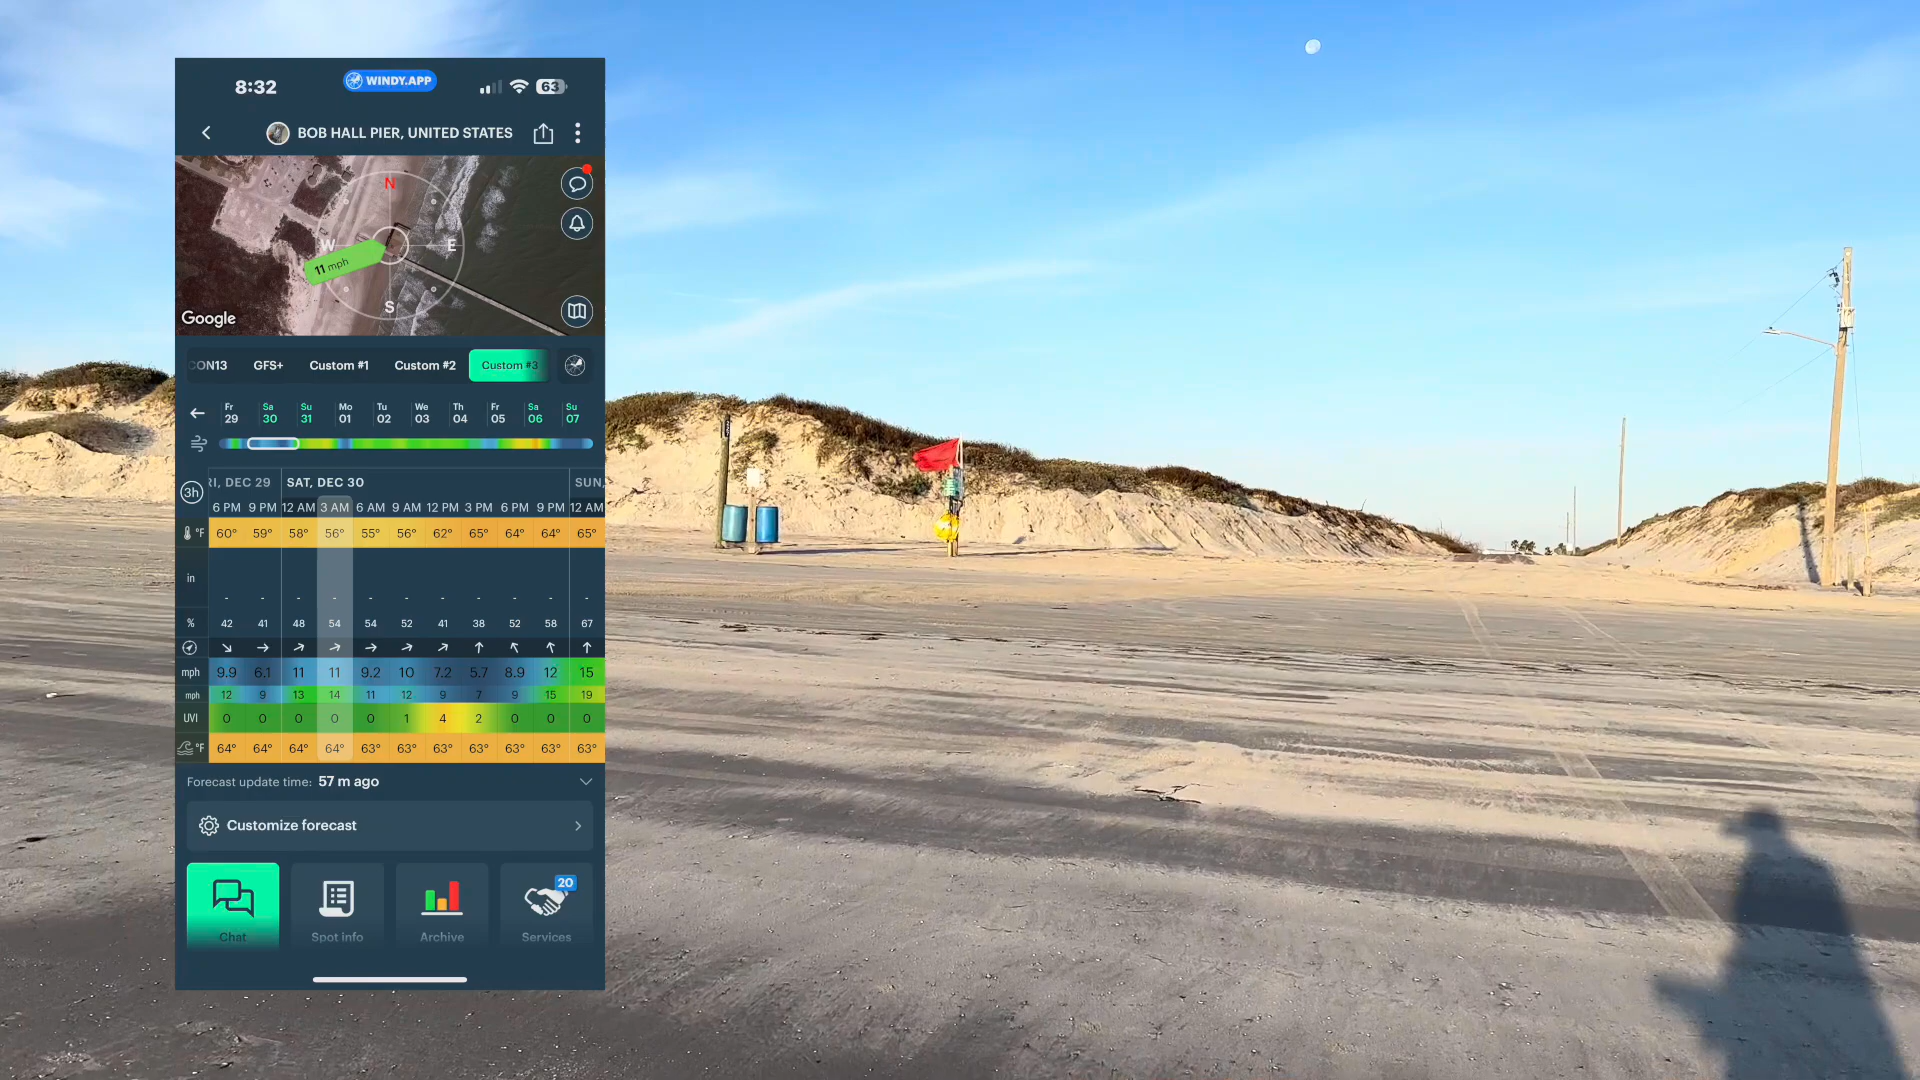 8:32
WINDY.APP
63
BOB HALL PIER, UNITED STATES
N
W
E
11 mph
S
Google
CON13 GFS+ Custom #1 Custom #2 Custom #3
Fr Sa Su Mo Tu We Th Fr Sa Su
29 30 31 01 02 03 04 05 06 07
RI, DEC 29 SAT, DEC 30 SUN,
3h
6 PM 9 PM 12 AM 3 AM 6 AM 9 AM 12 PM 3 PM 6 PM 9 PM 12 AM
°F 60° 59° 58° 56° 55° 56° 62° 65° 64° 64° 65°
in - - - - - - - - - - -
% 42 41 48 54 54 52 41 38 52 58 67
mph 9.9 6.1 11 11 9.2 10 7.2 5.7 8.9 12 15
mph 12 9 13 14 11 12 9 7 9 15 19
UVI 0 0 0 0 0 1 4 2 0 0 0
°F 64° 64° 64° 64° 63° 63° 63° 63° 63° 63° 63°
Forecast update time: 57 m ago
Customize forecast
20
Chat Spot info Archive Services